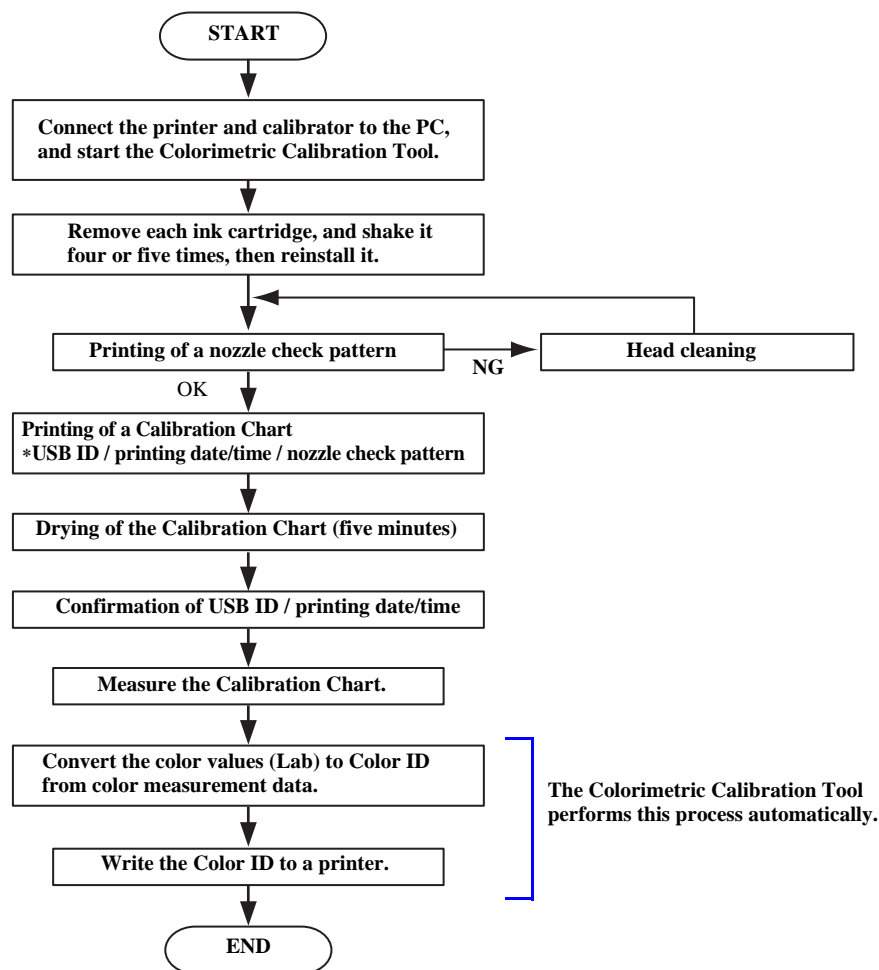 START
Connect the printer and calibrator to the PC,
and start the Colorimetric Calibration Tool.
Remove each ink cartridge, and shake it
four or five times, then reinstall it.
Printing of a nozzle check pattern
NG
Head cleaning
OK
Printing of a Calibration Chart
*USB ID / printing date/time / nozzle check pattern
Drying of the Calibration Chart (five minutes)
Confirmation of USB ID / printing date/time
Measure the Calibration Chart.
Convert the color values (Lab) to Color ID
from color measurement data.
The Colorimetric Calibration Tool
performs this process automatically.
Write the Color ID to a printer.
END